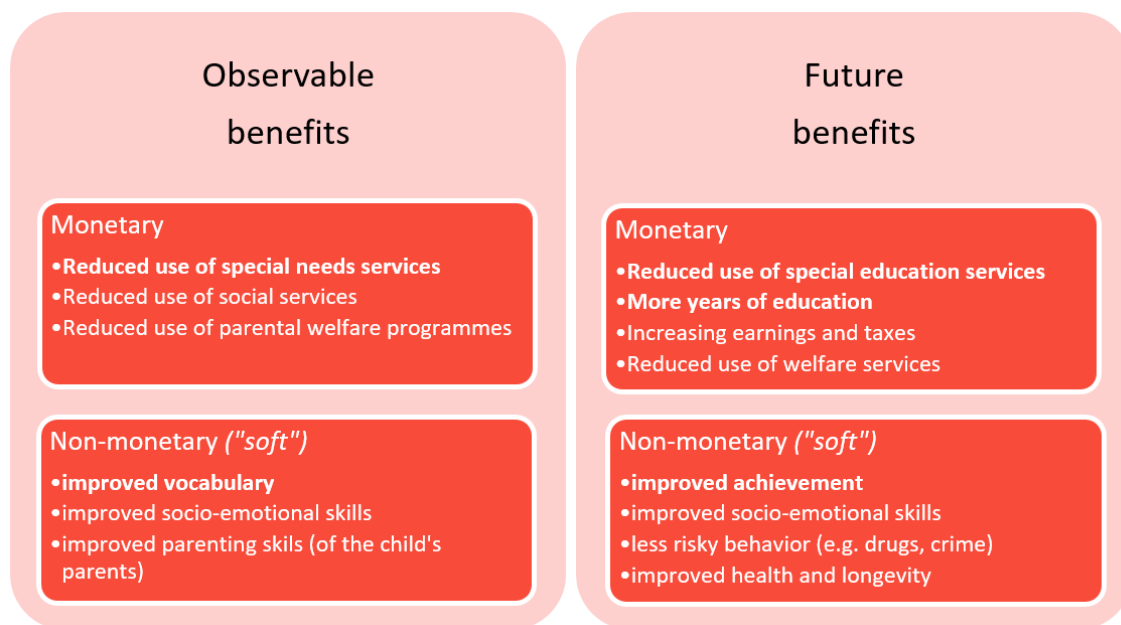 Observable
benefits
Monetary
•Reduced use of special needs services
•Reduced use of social services
•Reduced use of parental welfare programmes
Non-monetary ("soft")
•improved vocabulary
•improved socio-emotional skills
•improved parenting skils (of the child's
parents)
Future
benefits
Monetary
•Reduced use of special education services
•More years of education
•Increasing earnings and taxes
•Reduced use of welfare services
Non-monetary ("soft")
•improved achievement
•improved socio-emotional skills
•less risky behavior (e.g. drugs, crime)
•improved health and longevity